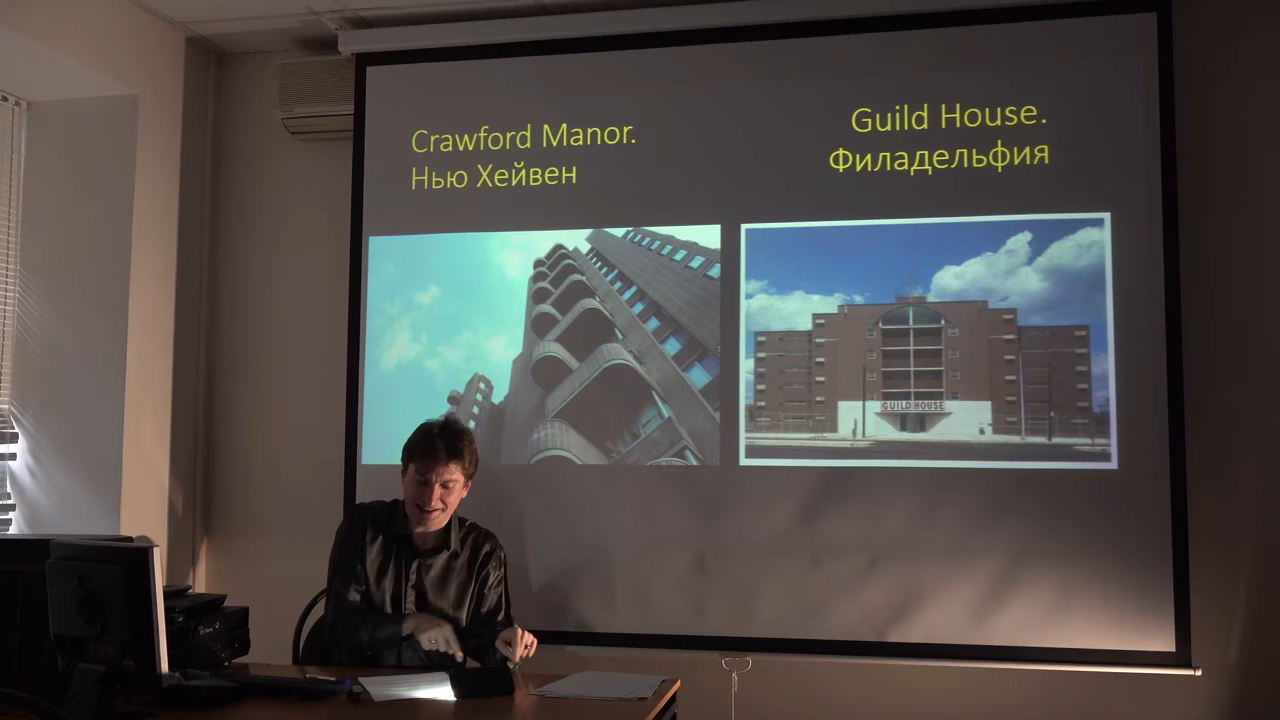 Crawford Manor.
Нью Хейвен
Guild House.
Филадельфия
GUILD HOUSE